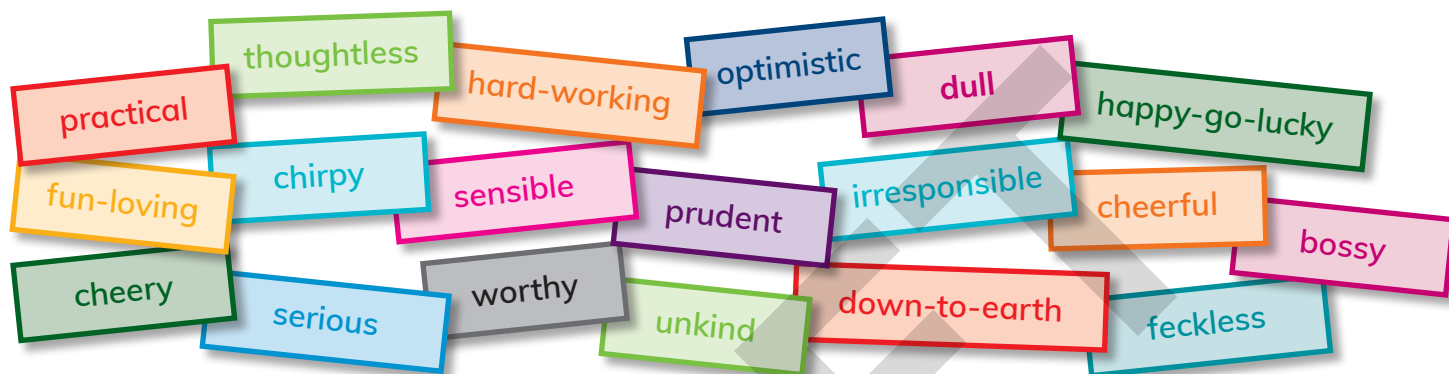 thoughtless
hard-working
optimistic
dull
happy-go-lucky
practical
chirpy
sensible
prudent
irresponsible
cheerful
fun-loving
bossy
cheery
serious
worthy
unkind
down-to-earth
feckless